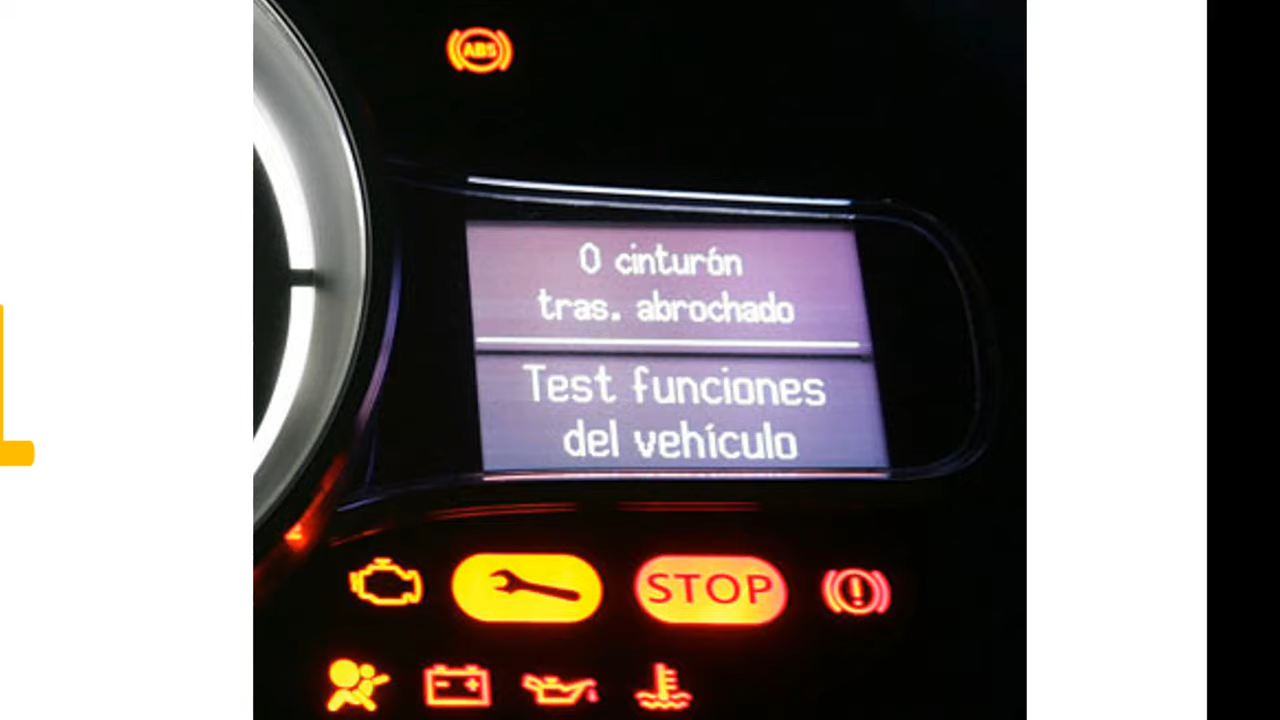 ABS
0 cinturón
tras. abrochado
Test funciones
del vehículo
STOP